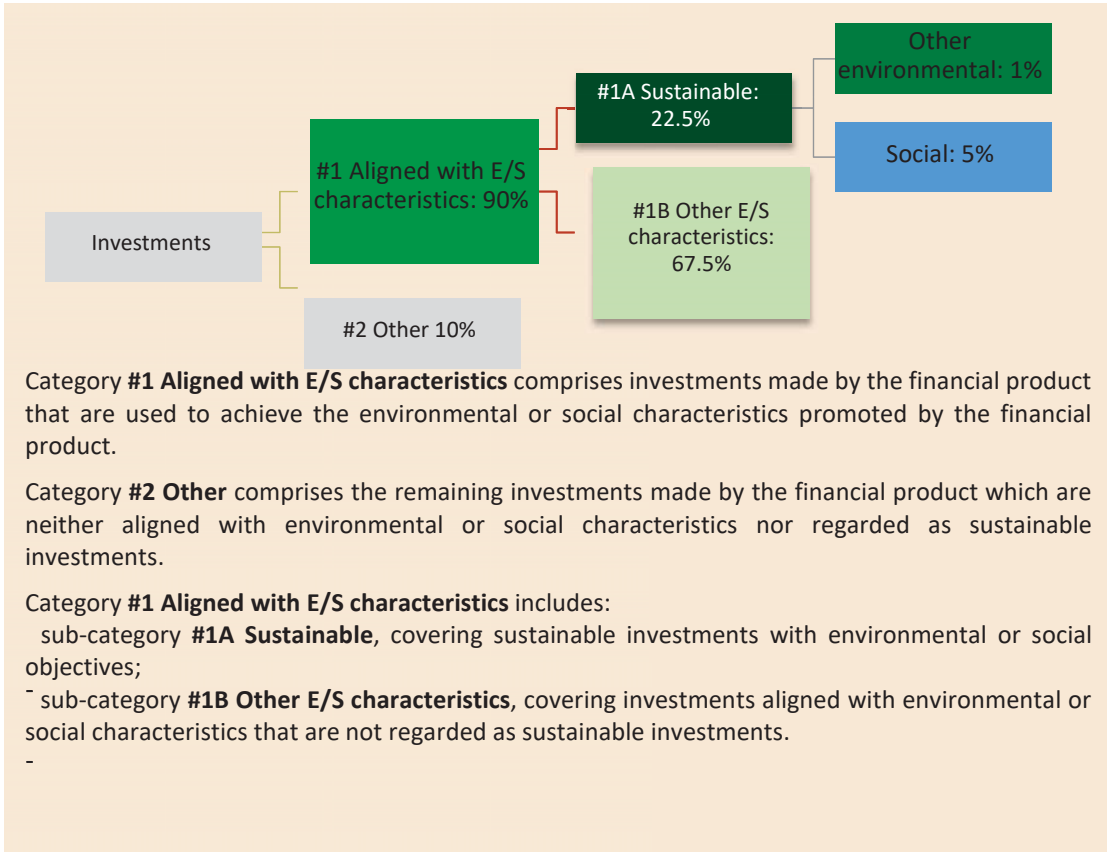 Other
environmental: 1%
#1A Sustainable:
22.5%
Social: 5%
#1 Aligned with E/S
characteristics: 90%
#1B Other E/S
characteristics:
67.5%
Investments
#2 Other 10%
Category #1 Aligned with E/S characteristics comprises investments made by the financial product
that are used to achieve the environmental or social characteristics promoted by the financial
product.
Category #2 Other comprises the remaining investments made by the financial product which are
neither aligned with environmental or social characteristics nor regarded as sustainable
investments.
Category #1 Aligned with E/S characteristics includes:
sub-category #1A Sustainable, covering sustainable investments with environmental or social
objectives;
- sub-category #1B Other E/S characteristics, covering investments aligned with environmental or
social characteristics that are not regarded as sustainable investments.
-